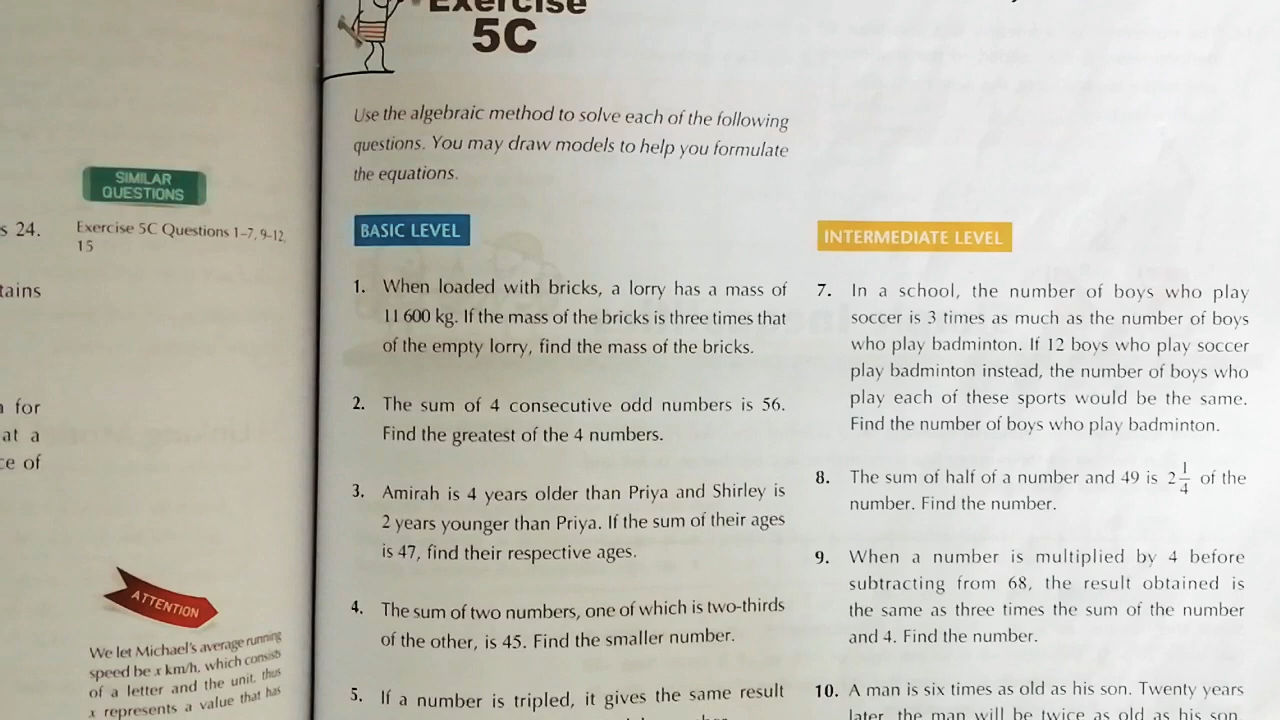 s 24.
tains
for
at a
ce of
SIMILAR
QUESTIONS
Exercise 5C Questions 1–7, 9–12,
15
ATTENTION
We let Michael's average running
speed be x km/h, which consists
of a letter and the unit, thus
x represents a value that has
Exercise
5C
Use the algebraic method to solve each of the following
questions. You may draw models to help you formulate
the equations.
BASIC LEVEL
1. When loaded with bricks, a lorry has a mass of
11 600 kg. If the mass of the bricks is three times that
of the empty lorry, find the mass of the bricks.
2. The sum of 4 consecutive odd numbers is 56.
Find the greatest of the 4 numbers.
3. Amirah is 4 years older than Priya and Shirley is
2 years younger than Priya. If the sum of their ages
is 47, find their respective ages.
4. The sum of two numbers, one of which is two-thirds
of the other, is 45. Find the smaller number.
5. If a number is tripled, it gives the same result
INTERMEDIATE LEVEL
7. In a school, the number of boys who play
soccer is 3 times as much as the number of boys
who play badminton. If 12 boys who play soccer
play badminton instead, the number of boys who
play each of these sports would be the same.
Find the number of boys who play badminton.
8. The sum of half of a number and 49 is 2 1/4 of the
number. Find the number.
9. When a number is multiplied by 4 before
subtracting from 68, the result obtained is
the same as three times the sum of the number
and 4. Find the number.
10. A man is six times as old as his son. Twenty years
later, the man will be twice as old as his son.